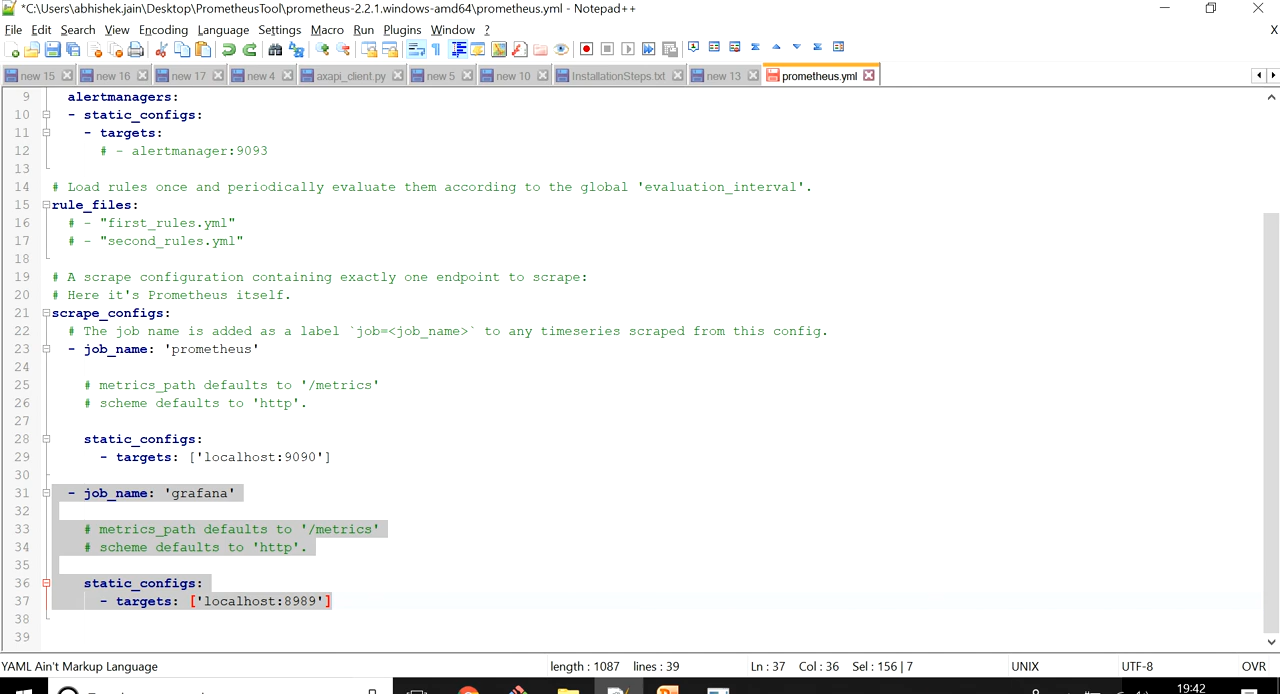 *C:\Users\abhishek.jain\Desktop\PrometheusTool\prometheus-2.2.1.windows-amd64\prometheus.yml - Notepad++
File Edit Search View Encoding Language Settings Macro Run Plugins Window ? X
new 15 new 16 new 17 new 4 axapi_client.py new 5 new 10 InstallationSteps.txt new 13 prometheus.yml
9 alertmanagers:
10 - static_configs:
11 - targets:
12 # - alertmanager:9093
13
14 # Load rules once and periodically evaluate them according to the global 'evaluation_interval'.
15 rule_files:
16 # - "first_rules.yml"
17 # - "second_rules.yml"
18
19 # A scrape configuration containing exactly one endpoint to scrape:
20 # Here it's Prometheus itself.
21 scrape_configs:
22 # The job name is added as a label `job=<job_name>` to any timeseries scraped from this config.
23 - job_name: 'prometheus'
24
25 # metrics_path defaults to '/metrics'
26 # scheme defaults to 'http'.
27
28 static_configs:
29 - targets: ['localhost:9090']
30
31 - job_name: 'grafana'
32
33 # metrics_path defaults to '/metrics'
34 # scheme defaults to 'http'.
35
36 static_configs:
37 - targets: ['localhost:8989']
38
39
YAML Ain't Markup Language length : 1087 lines : 39 Ln : 37 Col : 36 Sel : 156 | 7 UNIX UTF-8 OVR
19:42